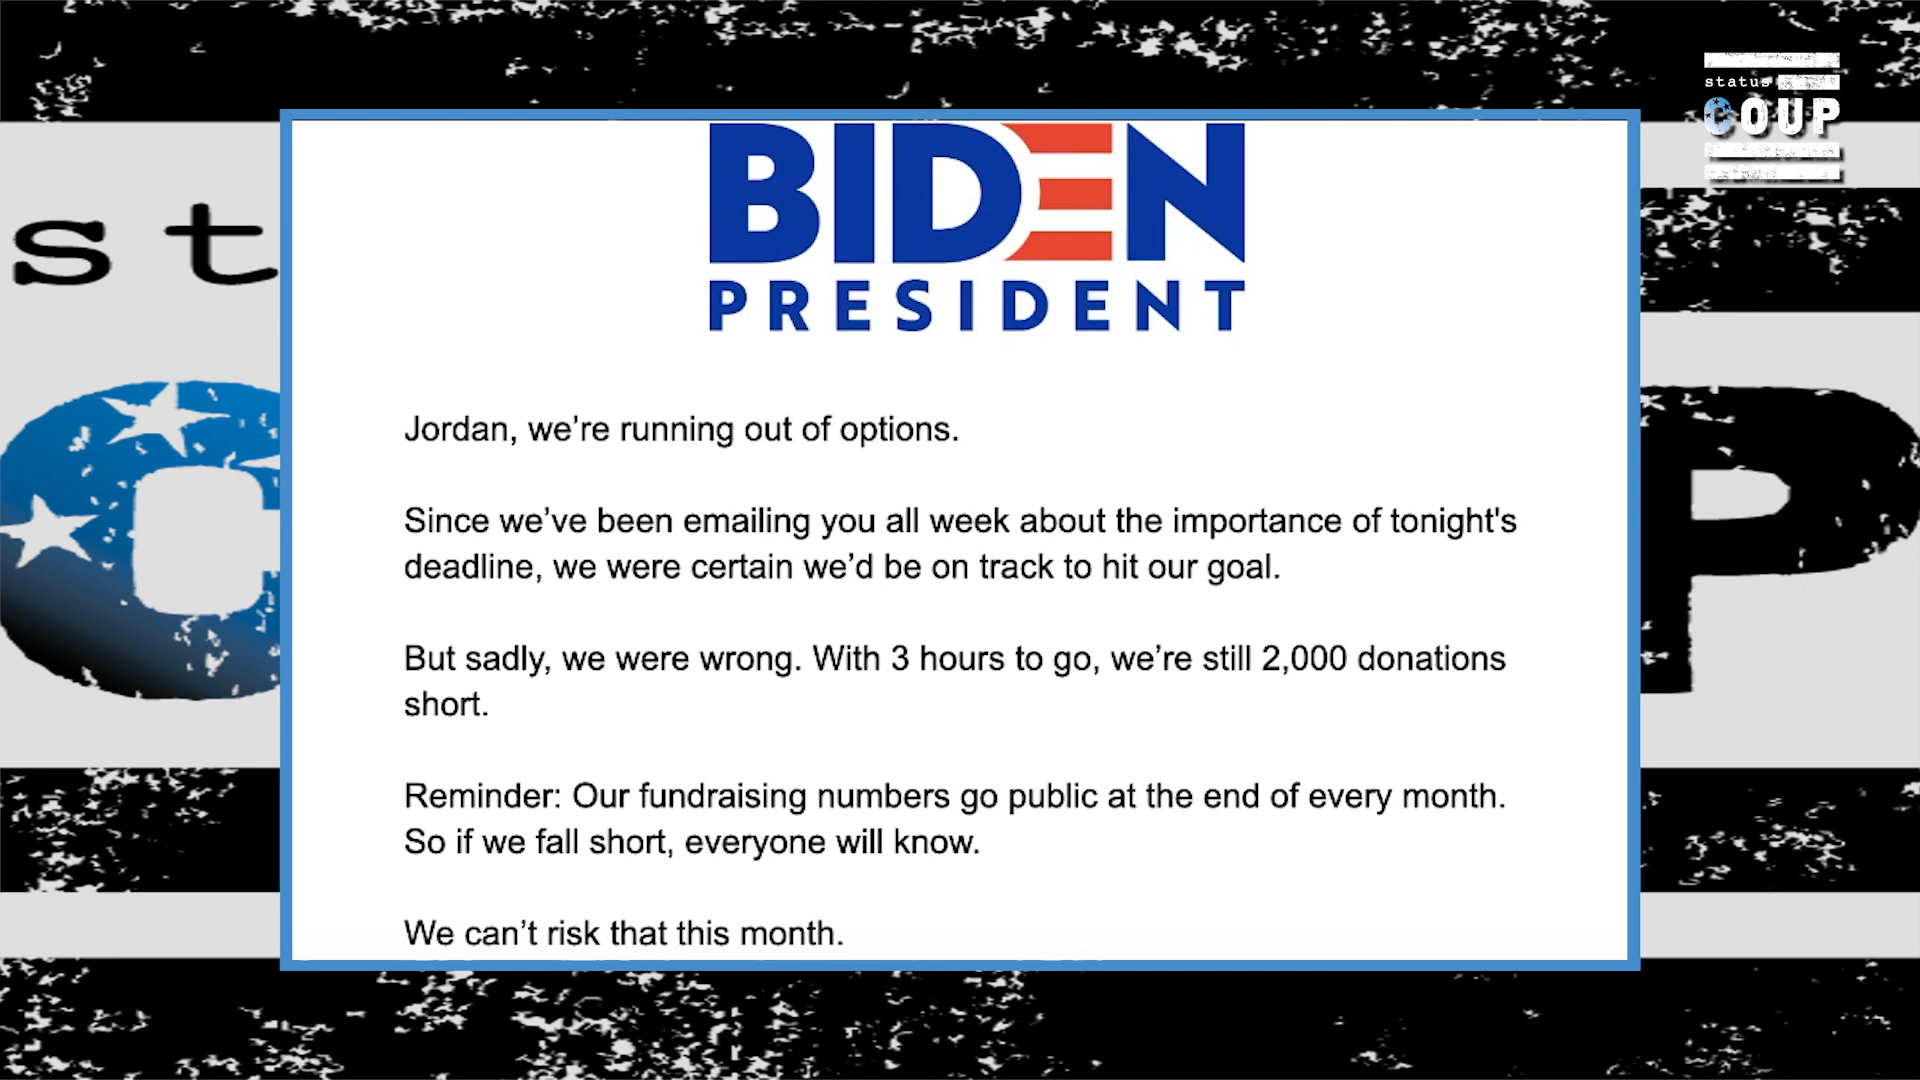 status
COUP
st
C
P
BIDEN
PRESIDENT
Jordan, we’re running out of options.
Since we’ve been emailing you all week about the importance of tonight's
deadline, we were certain we’d be on track to hit our goal.
But sadly, we were wrong. With 3 hours to go, we’re still 2,000 donations
short.
Reminder: Our fundraising numbers go public at the end of every month.
So if we fall short, everyone will know.
We can’t risk that this month.